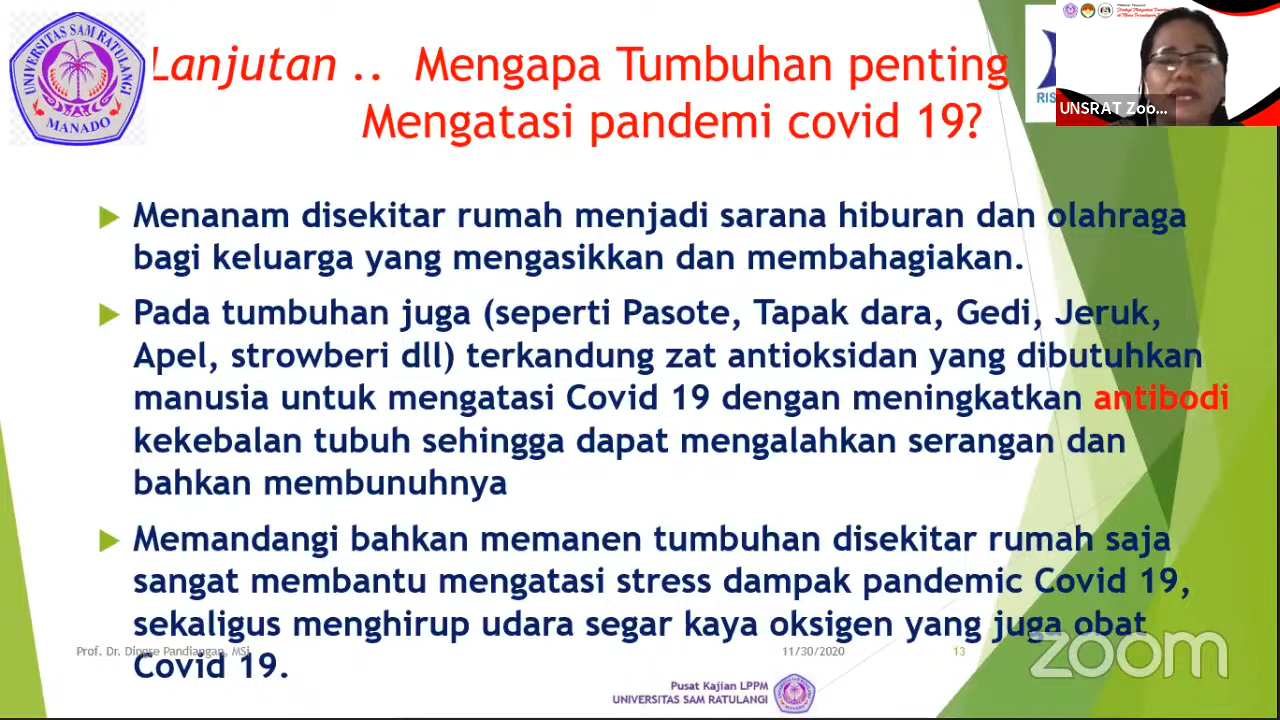 UNIVERSITAS SAM RATULANGI
MANADO
Lanjutan .. Mengapa Tumbuhan penting
Mengatasi pandemi covid 19?
RIS
UNSRAT Zoo...
Menanam disekitar rumah menjadi sarana hiburan dan olahraga
bagi keluarga yang mengasikkan dan membahagiakan.
Pada tumbuhan juga (seperti Pasote, Tapak dara, Gedi, Jeruk,
Apel, strowberi dll) terkandung zat antioksidan yang dibutuhkan
manusia untuk mengatasi Covid 19 dengan meningkatkan antibodi
kekebalan tubuh sehingga dapat mengalahkan serangan dan
bahkan membunuhnya
Memandangi bahkan memanen tumbuhan disekitar rumah saja
sangat membantu mengatasi stress dampak pandemic Covid 19,
sekaligus menghirup udara segar kaya oksigen yang juga obat
Covid 19.
Prof. Dr. Dingse Pandiangan, MSi
11/30/2020
13
zoom
Pusat Kajian LPPM
UNIVERSITAS SAM RATULANGI